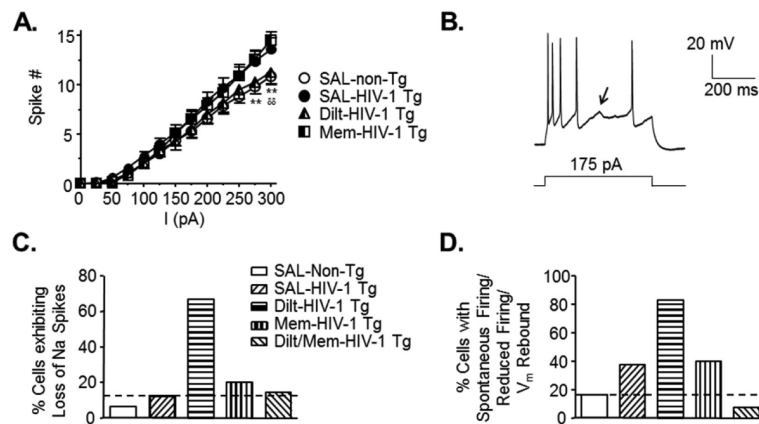 A.
15
10
5
0
Spike #
0 50 100 150 200 250 300
I (pA)
**
**
δδ
SAL-non-Tg
SAL-HIV-1 Tg
Dilt-HIV-1 Tg
Mem-HIV-1 Tg
B.
20 mV
200 ms
175 pA
C.
80
60
40
20
0
% Cells exhibiting
Loss of Na Spikes
SAL-Non-Tg
SAL-HIV-1 Tg
Dilt-HIV-1 Tg
Mem-HIV-1 Tg
Dilt/Mem-HIV-1 Tg
D.
100
80
60
40
20
0
% Cells with
Spontaneous Firing/
Reduced Firing/
Vm Rebound